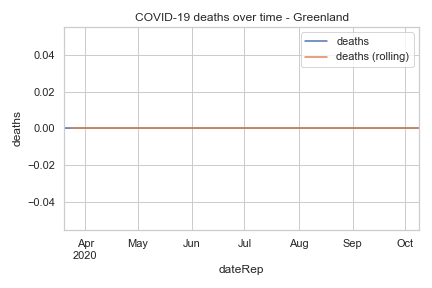 COVID-19 deaths over time - Greenland
deaths
deaths (rolling)
0.04
0.02
0.00
−0.02
−0.04
deaths
Apr
2020
May
Jun
Jul
Aug
Sep
Oct
dateRep